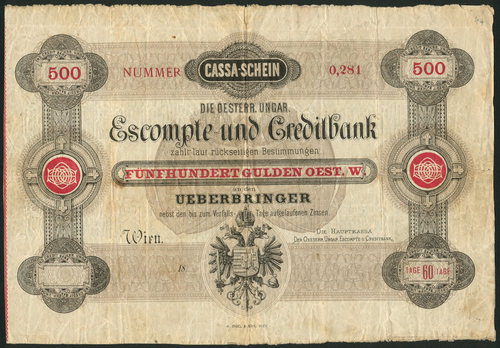 500
NUMMER CASSA-SCHEIN 0,281
500
DIE OESTERR. UNGAR.
Escompte und Creditbank
zahlt laut rückseitigen Bestimmungen
FÜNFHUNDERT GULDEN OEST. W.
an den
UEBERBRINGER
nebst den bis zum Verfalls- Tage aufgelaufenen Zinsen.
Wien,
DIE HAUPTKASSA
DER OESTERR. UNGAR. ESCOMPTE U. CREDITBANK.
18
TAGE 60 TAGE